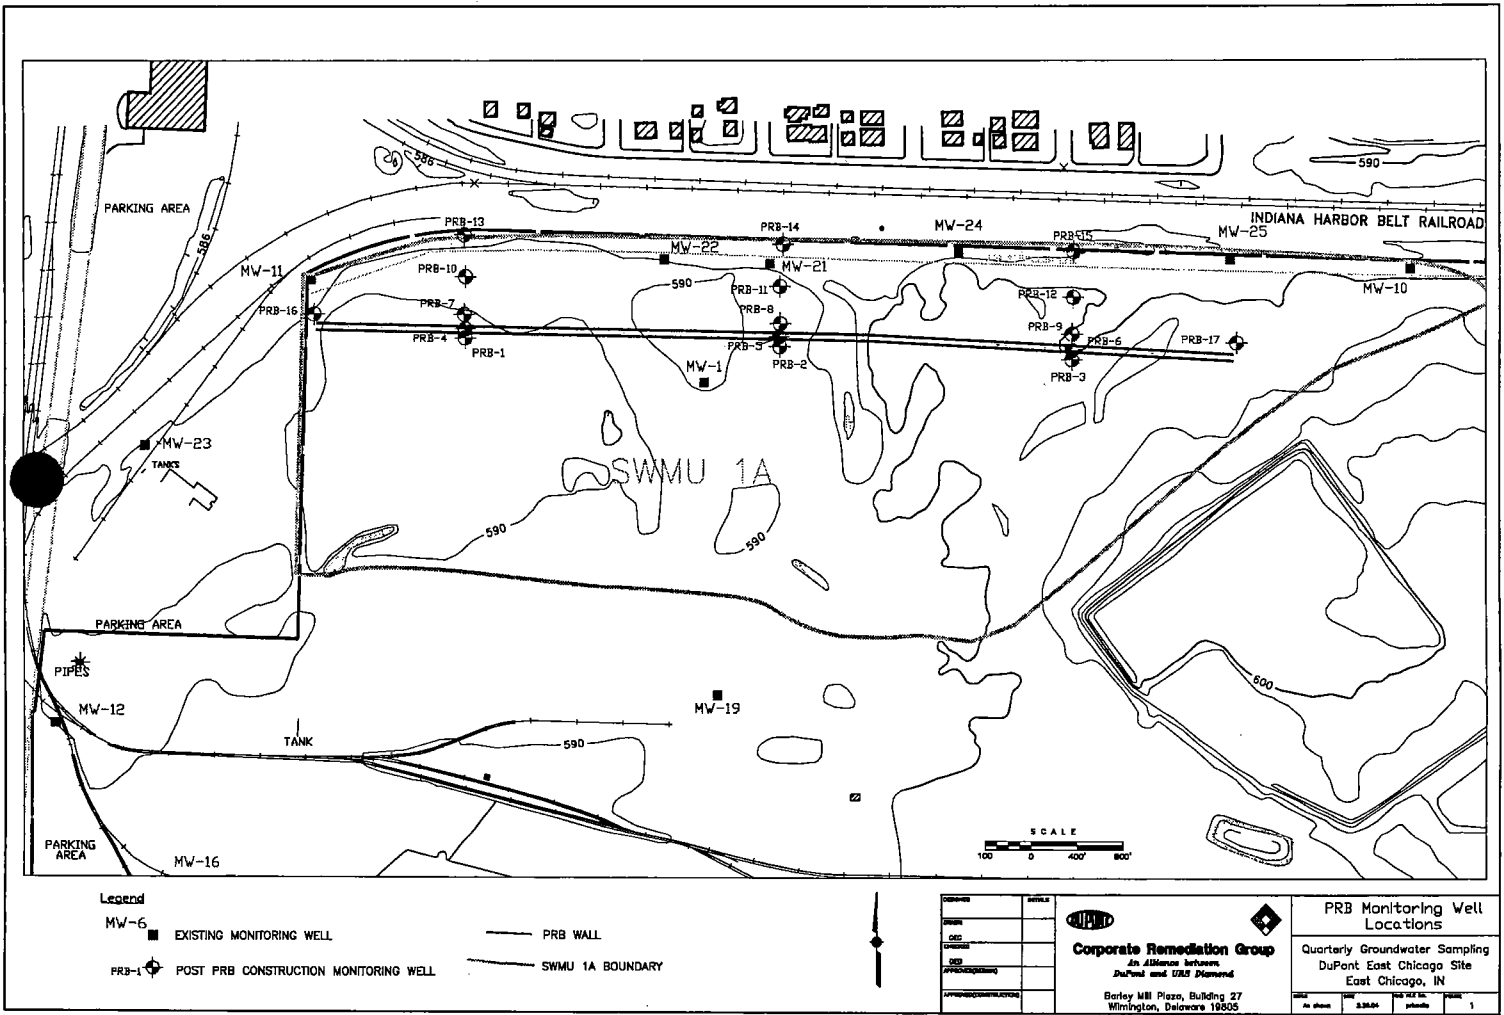 586
590
PARKING AREA
586
PRB-13
PRB-14
MW-24
INDIANA HARBOR BELT RAILROAD
MW-25
PRB-15
MW-22
MW-11
PRB-10
MW-21
590
PRB-11
PRB-12
MW-10
PRB-16
PRB-7
PRB-8
PRB-9
PRB-4
PRB-1
PRB-5
PRB-2
PRB-6
PRB-17
MW-1
PRB-3
MW-23
TANKS
SWMU 1A
590
590
PARKING AREA
PIPES
MW-12
MW-19
600
TANK
590
SCALE
100 0 400' 800'
PARKING
AREA
MW-16
Legend
MW-6
EXISTING MONITORING WELL
PRB-1
POST PRB CONSTRUCTION MONITORING WELL
PRB WALL
SWMU 1A BOUNDARY
DUPONT
Corporate Remediation Group
An Alliance between
DuPont and URS Diamond
Barley Mill Plaza, Building 27
Wilmington, Delaware 19805
PRB Monitoring Well
Locations
Quarterly Groundwater Sampling
DuPont East Chicago Site
East Chicago, IN
As shown
1